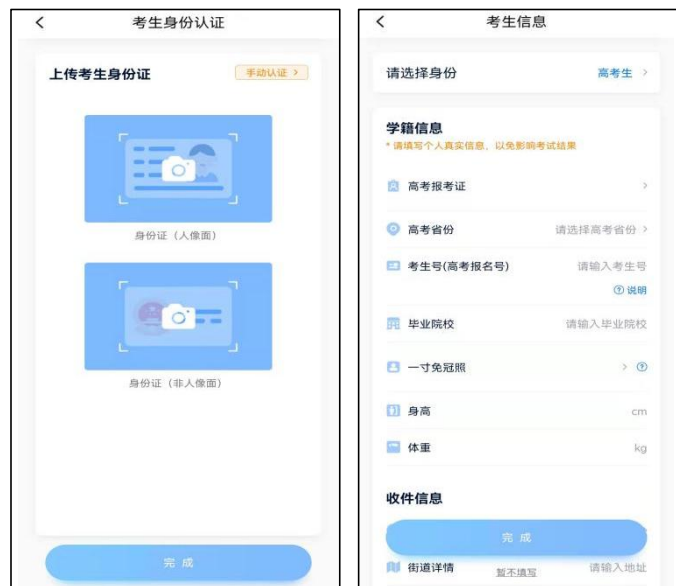 考生身份认证
上传考生身份证
手动认证 >
身份证（人像面）
身份证（非人像面）
完成
考生信息
请选择身份
高考生 >
学籍信息
* 请填写个人真实信息，以免影响考试结果
高考报考证 >
高考省份 请选择高考省份 >
考生号(高考报名号) 请输入考生号
说明
毕业院校 请输入毕业院校
一寸免冠照 >
身高 cm
体重 kg
收件信息
完成
街道详情 请输入地址
暂不填写